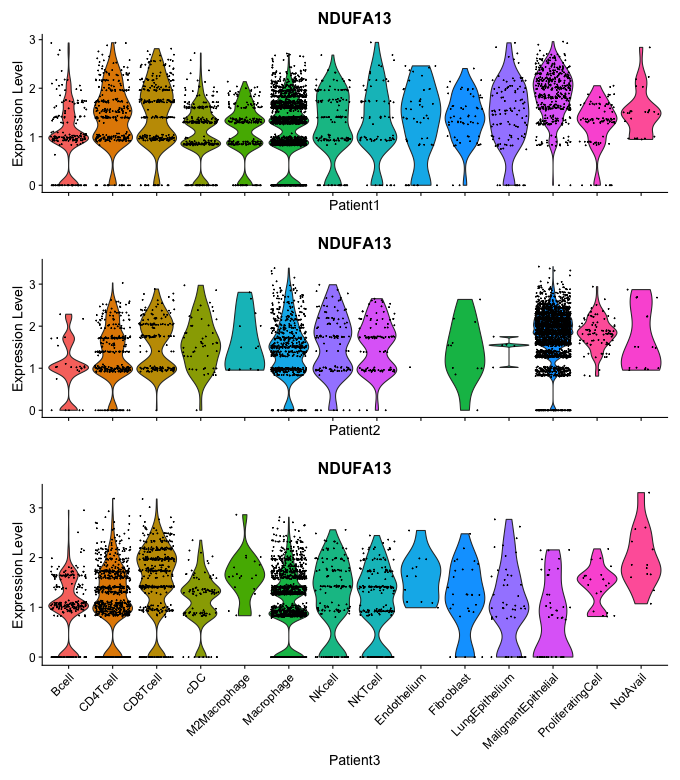 NDUFA13
Expression Level
3
2
1
0
Patient1
NDUFA13
Expression Level
3
2
1
0
Patient2
NDUFA13
Expression Level
3
2
1
0
Bcell
CD4Tcell
CD8Tcell
cDC
M2Macrophage
Macrophage
NKcell
NKTcell
Endothelium
Fibroblast
LungEpithelium
MalignantEpithelial
ProliferatingCell
NotAvail
Patient3